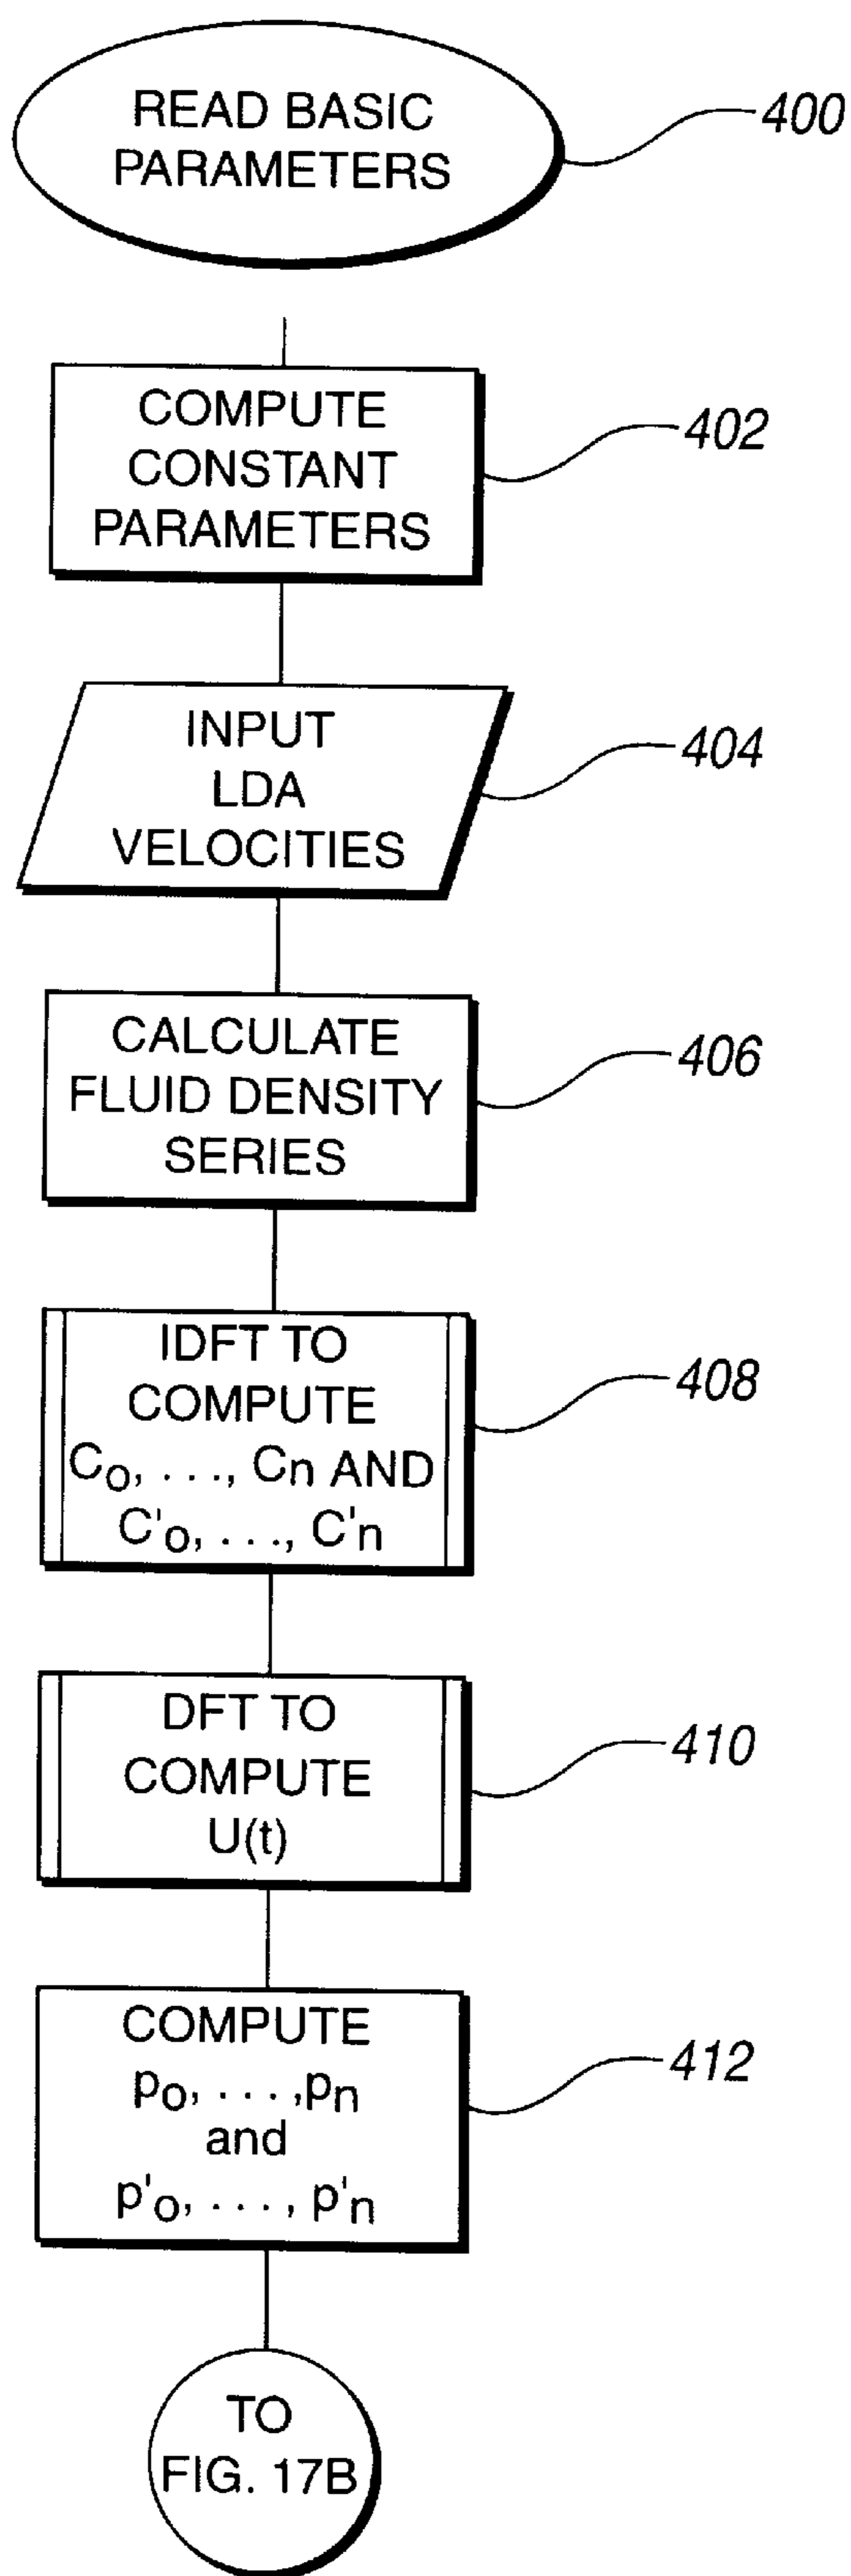 READ BASIC
PARAMETERS
400
COMPUTE
CONSTANT
PARAMETERS
402
INPUT
LDA
VELOCITIES
404
CALCULATE
FLUID DENSITY
SERIES
406
IDFT TO
COMPUTE
Co, . . ., Cn AND
C'o, . . ., C'n
408
DFT TO
COMPUTE
U(t)
410
COMPUTE
po, . . .,pn
and
p'o, . . ., p'n
412
TO
FIG. 17B